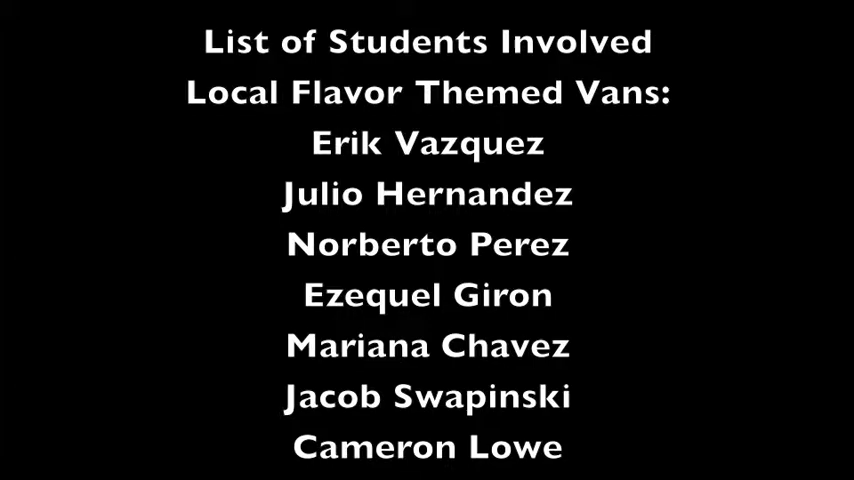 List of Students Involved
Local Flavor Themed Vans:
Erik Vazquez
Julio Hernandez
Norberto Perez
Ezequel Giron
Mariana Chavez
Jacob Swapinski
Cameron Lowe